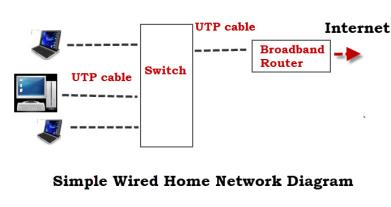 UTP cable
Internet
Broadband
Router
Switch
UTP cable
Simple Wired Home Network Diagram